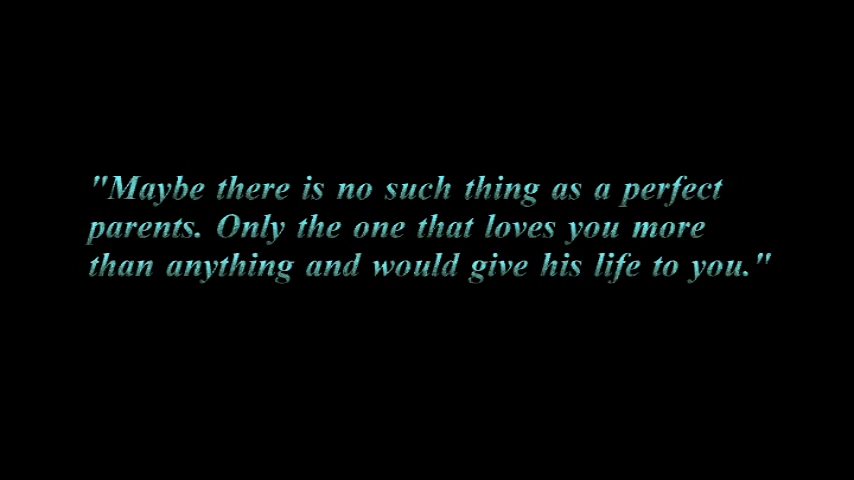 "Maybe there is no such thing as a perfect
parents. Only the one that loves you more
than anything and would give his life to you."